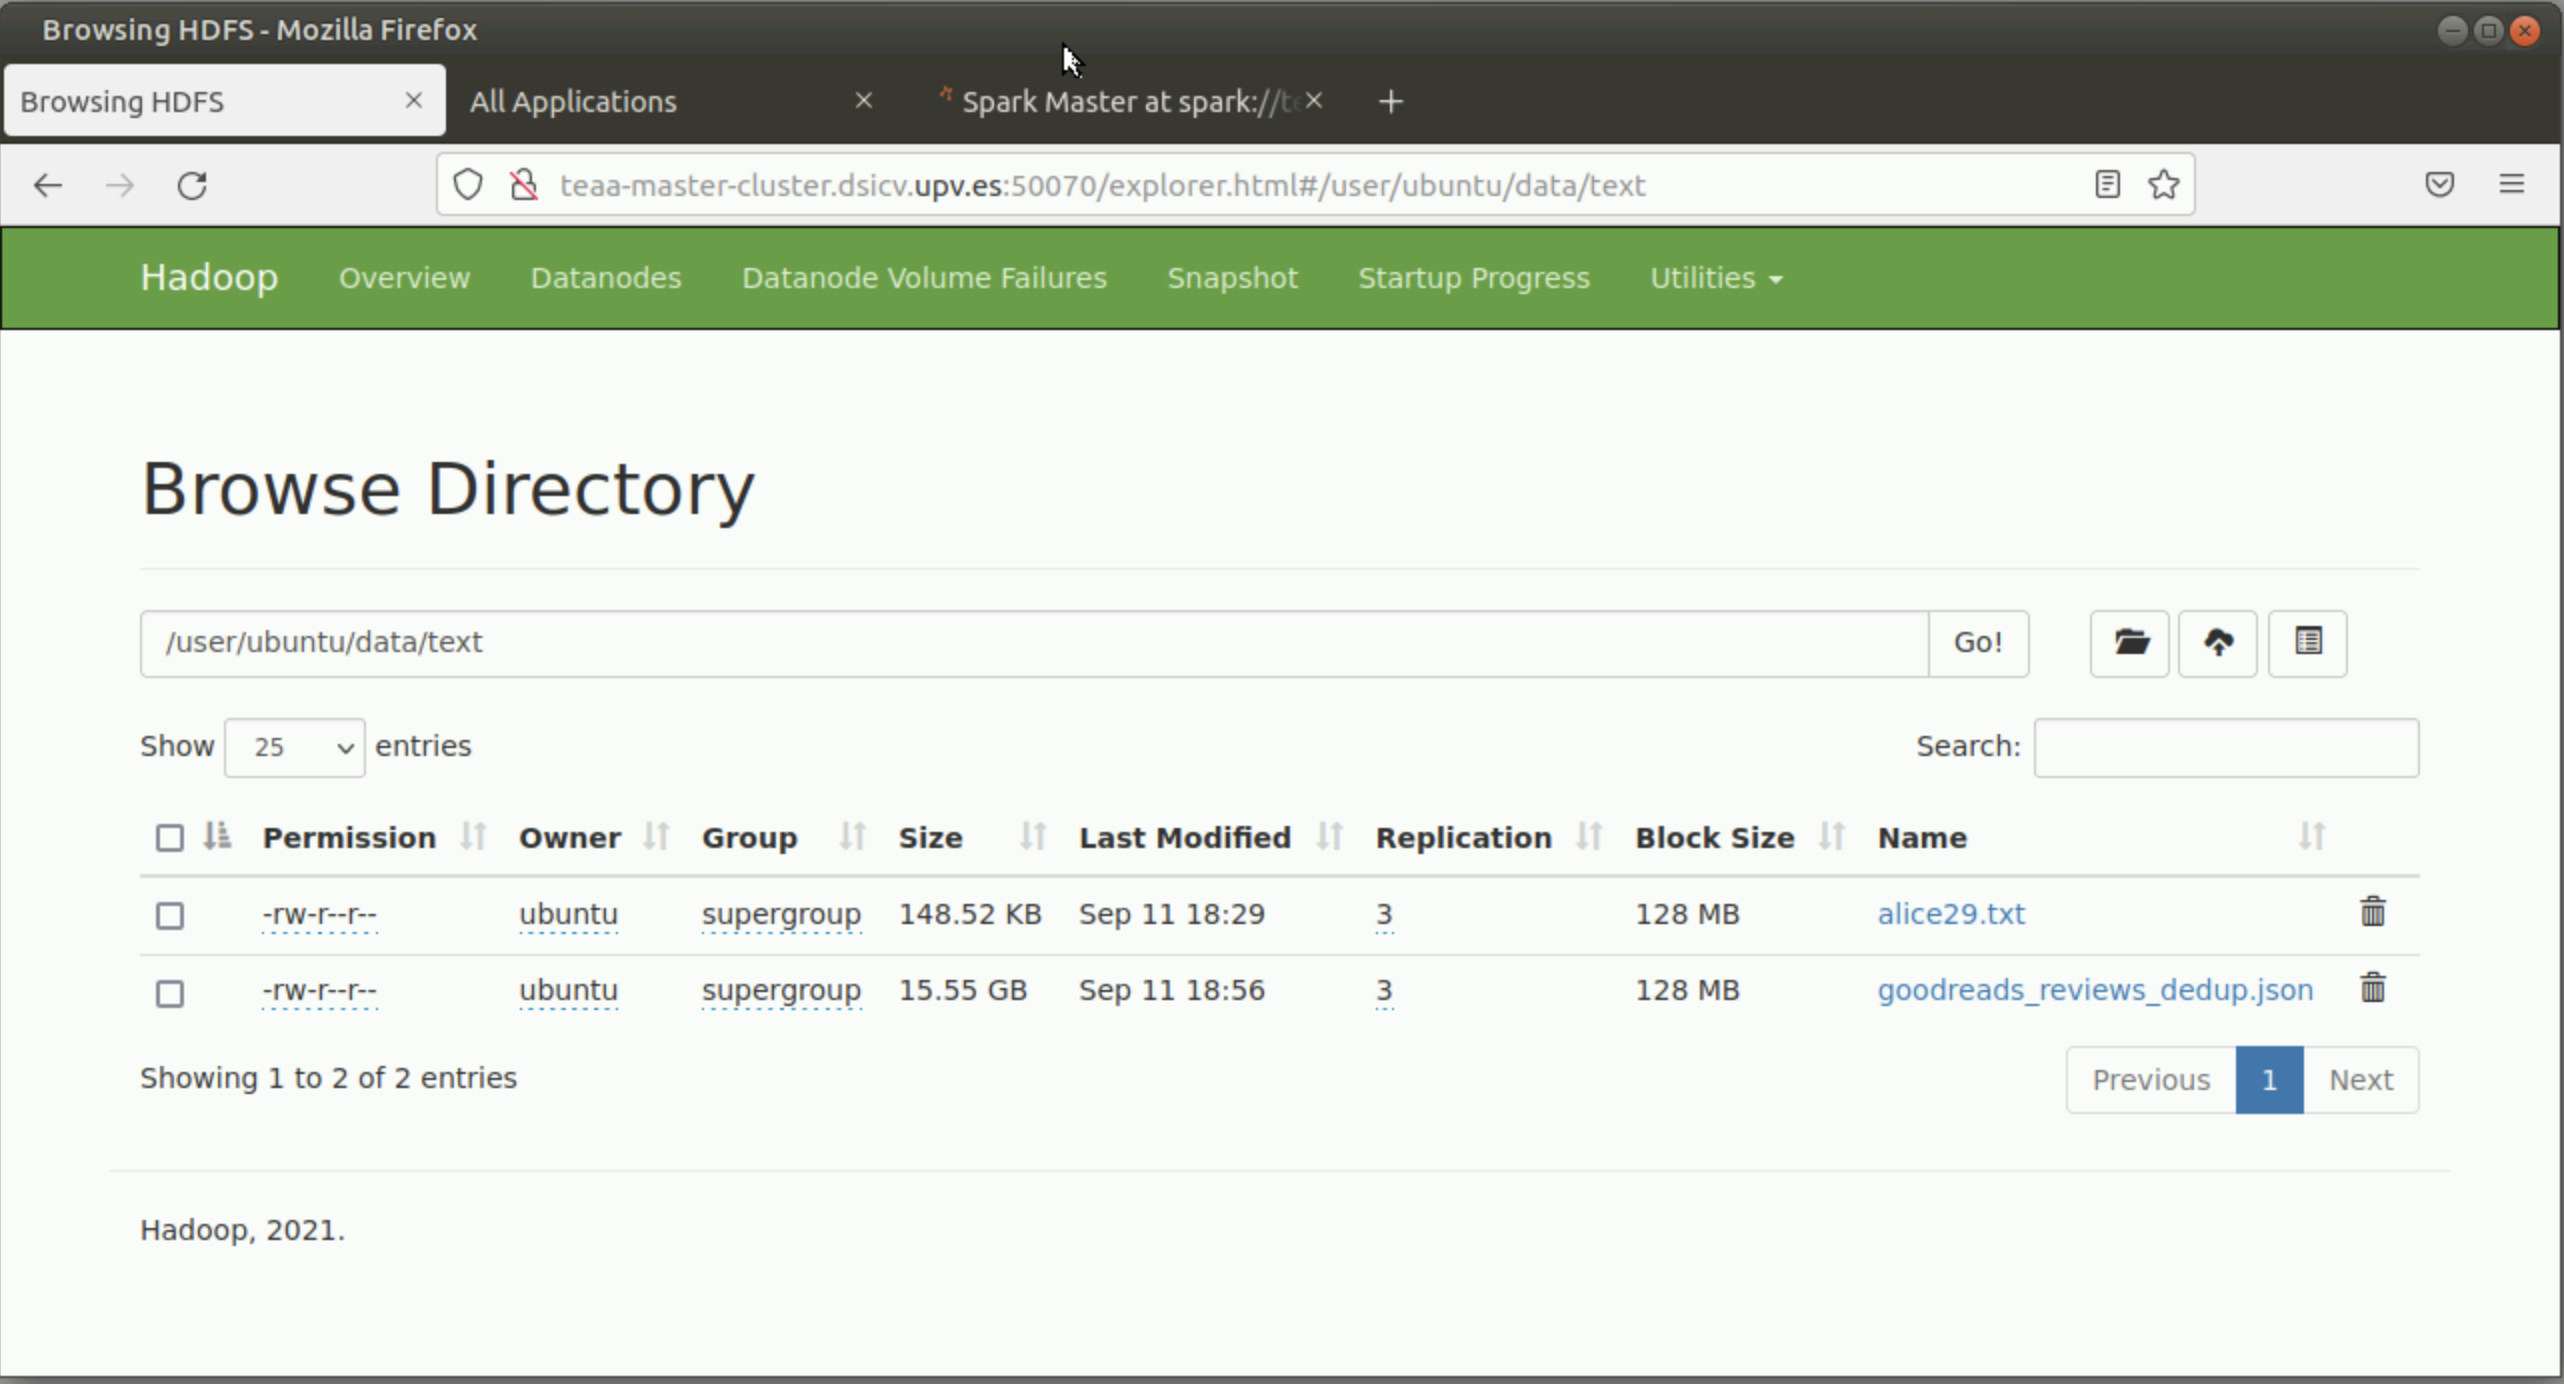 Browsing HDFS - Mozilla Firefox
Browsing HDFS All Applications Spark Master at spark://te
teaa-master-cluster.dsicv.upv.es:50070/explorer.html#/user/ubuntu/data/text
Hadoop Overview Datanodes Datanode Volume Failures Snapshot Startup Progress Utilities
Browse Directory
/user/ubuntu/data/text Go!
Show 25 entries Search:
Permission Owner Group Size Last Modified Replication Block Size Name
-rw-r--r-- ubuntu supergroup 148.52 KB Sep 11 18:29 3 128 MB alice29.txt
-rw-r--r-- ubuntu supergroup 15.55 GB Sep 11 18:56 3 128 MB goodreads_reviews_dedup.json
Showing 1 to 2 of 2 entries Previous 1 Next
Hadoop, 2021.